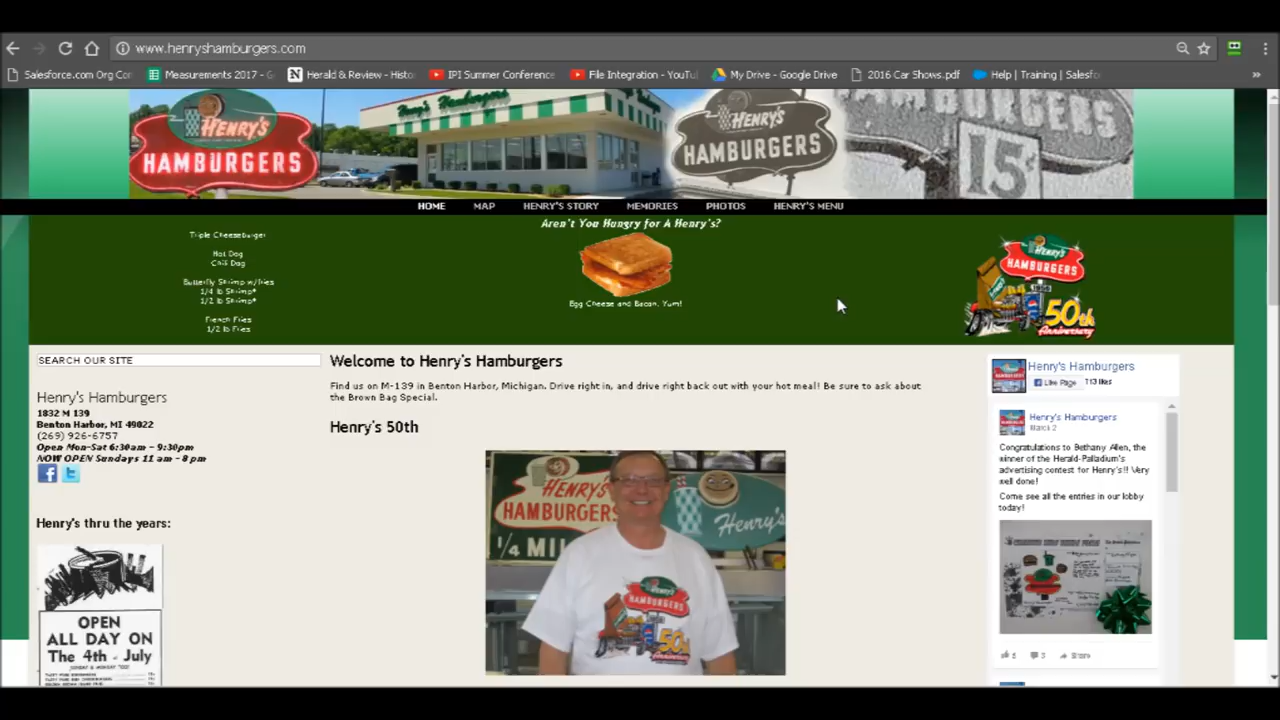 www.henryshamburgers.com
Salesforce.com Org Cor
Measurements 2017 - G
Herald & Review - Histo
IPI Summer Conference
File Integration - YouTu
My Drive - Google Drive
2016 Car Shows.pdf
Help | Training | Salesfo
»
HENRY'S
HAMBURGERS
Henry's Hamburgers
HENRY'S
HAMBURGERS
HAMBURGERS
15¢
HOME
MAP
HENRY'S STORY
MEMORIES
PHOTOS
HENRY'S MENU
Aren't You Hungry for A Henry's?
Triple Cheeseburger
Hot Dog
Chili Dog
Butterfly Shrimp w/fries
1/4 lb Shrimp*
1/2 lb Shrimp*
French Fries
1/2 lb Fries
Egg Cheese and Bacon. Yum!
HENRY'S
HAMBURGERS
50th
Anniversary
SEARCH OUR SITE
Henry's Hamburgers
1832 M 139
Benton Harbor, MI 49022
(269) 926-6757
Open Mon-Sat 6:30am - 9:30pm
NOW OPEN Sundays 11 am - 8 pm
Henry's thru the years:
OPEN
ALL DAY ON
The 4th - July
Welcome to Henry's Hamburgers
Find us on M-139 in Benton Harbor, Michigan. Drive right in, and drive right back out with your hot meal! Be sure to ask about
the Brown Bag Special.
Henry's 50th
HENRY'S
HAMBURGERS
1/4 MIL
Henry's
HAMBURGERS
50th
Henry's Hamburgers
Like Page
713 likes
Henry's Hamburgers
March 2
Congratulations to Bethany Allen, the
winner of the Herald-Palladium's
advertising contest for Henry's!! Very
well done!
Come see all the entries in our lobby
today!
Share